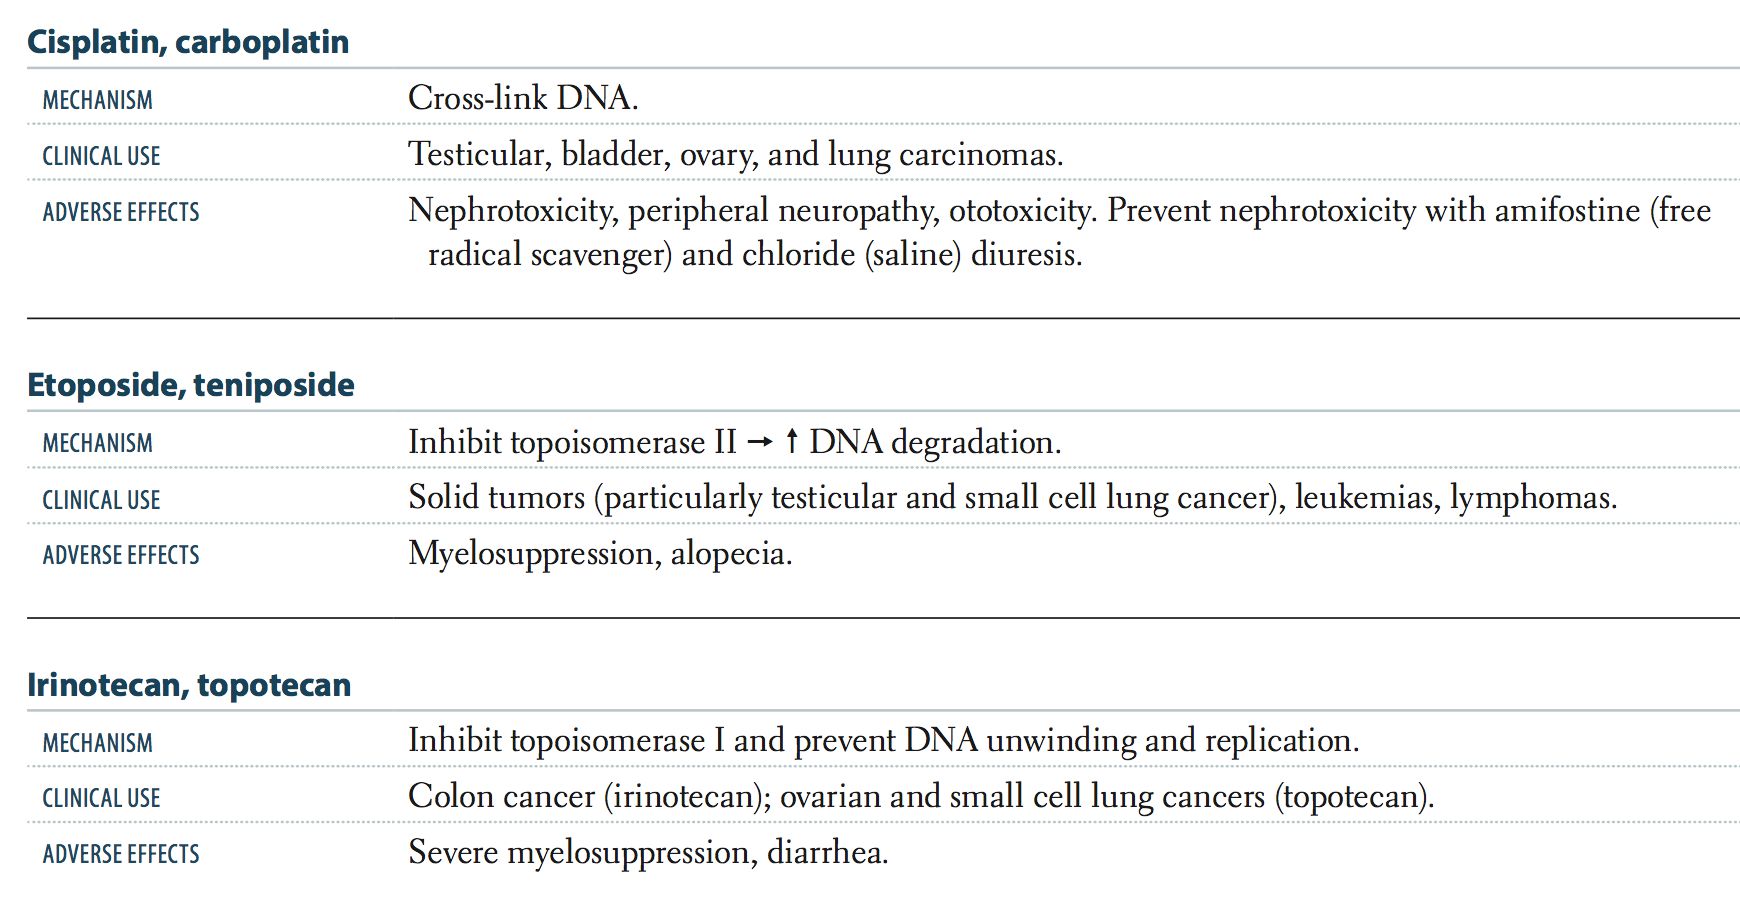 Cisplatin, carboplatin
MECHANISM Cross-link DNA.
CLINICAL USE Testicular, bladder, ovary, and lung carcinomas.
ADVERSE EFFECTS Nephrotoxicity, peripheral neuropathy, ototoxicity. Prevent nephrotoxicity with amifostine (free
radical scavenger) and chloride (saline) diuresis.
Etoposide, teniposide
MECHANISM Inhibit topoisomerase II → ↑ DNA degradation.
CLINICAL USE Solid tumors (particularly testicular and small cell lung cancer), leukemias, lymphomas.
ADVERSE EFFECTS Myelosuppression, alopecia.
Irinotecan, topotecan
MECHANISM Inhibit topoisomerase I and prevent DNA unwinding and replication.
CLINICAL USE Colon cancer (irinotecan); ovarian and small cell lung cancers (topotecan).
ADVERSE EFFECTS Severe myelosuppression, diarrhea.